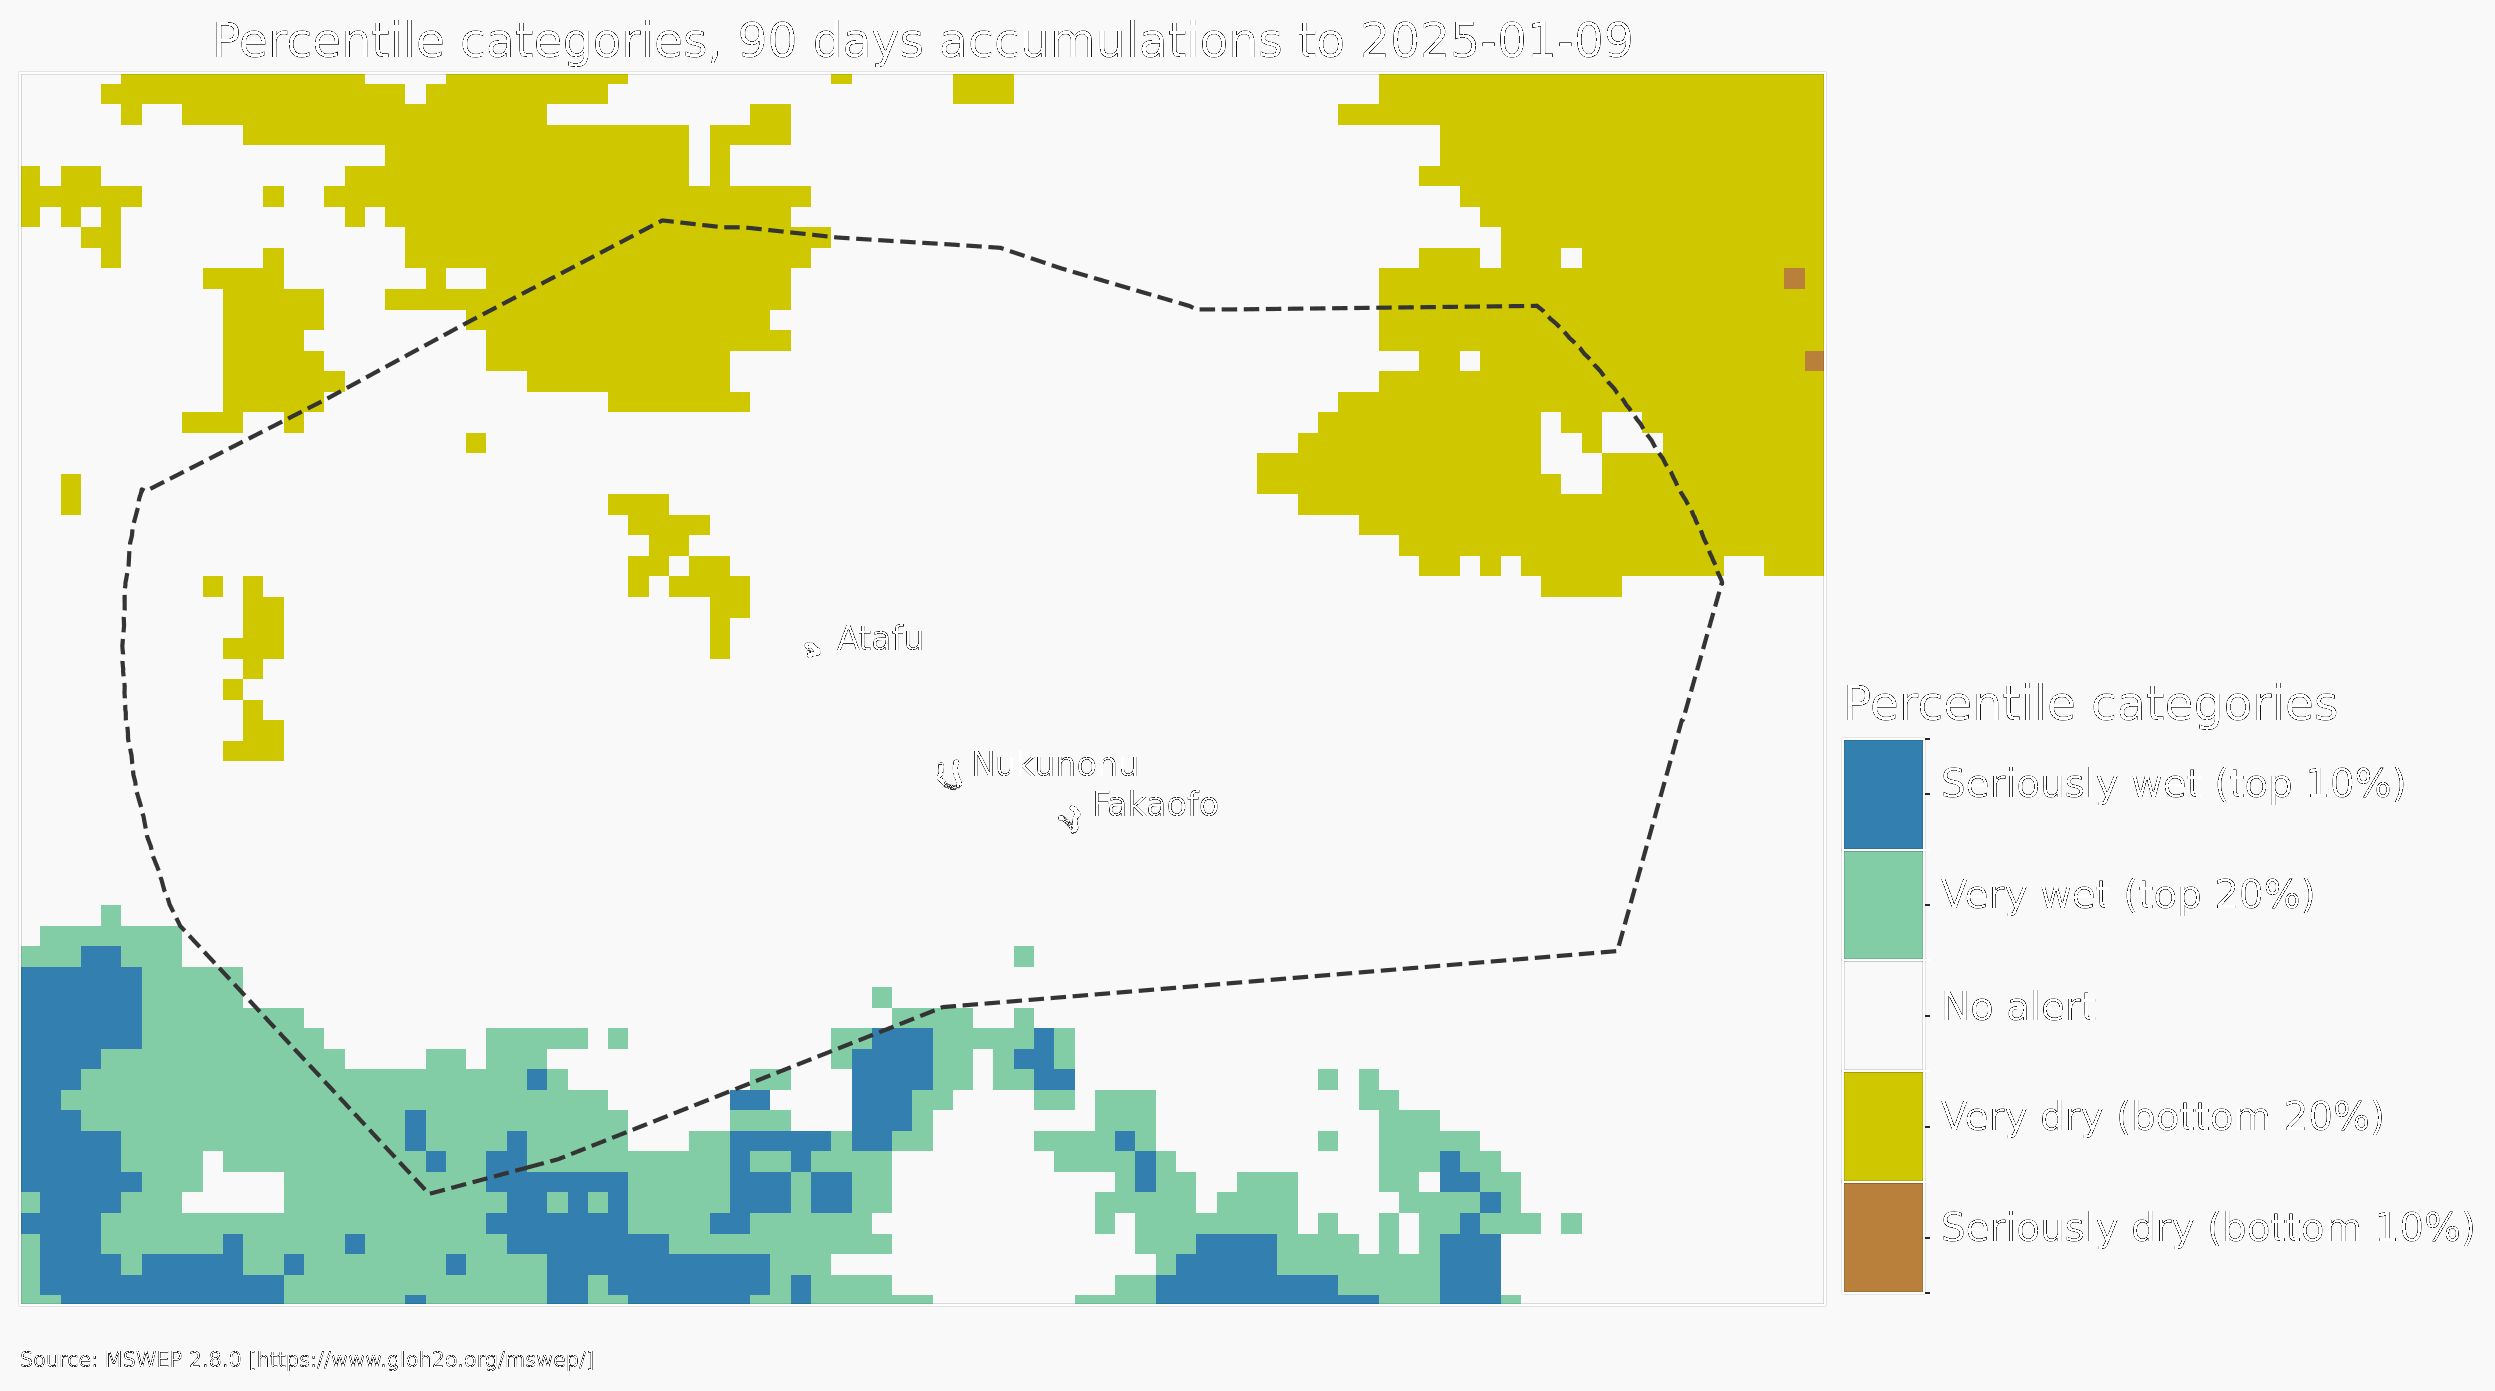 Percentile categories, 90 days accumulations to 2025-01-09
Atafu
Nukunonu
Fakaofo
Percentile categories
Seriously wet (top 10%)
Very wet (top 20%)
No alert
Very dry (bottom 20%)
Seriously dry (bottom 10%)
Source: MSWEP 2.8.0 [https://www.gloh2o.org/mswep/]